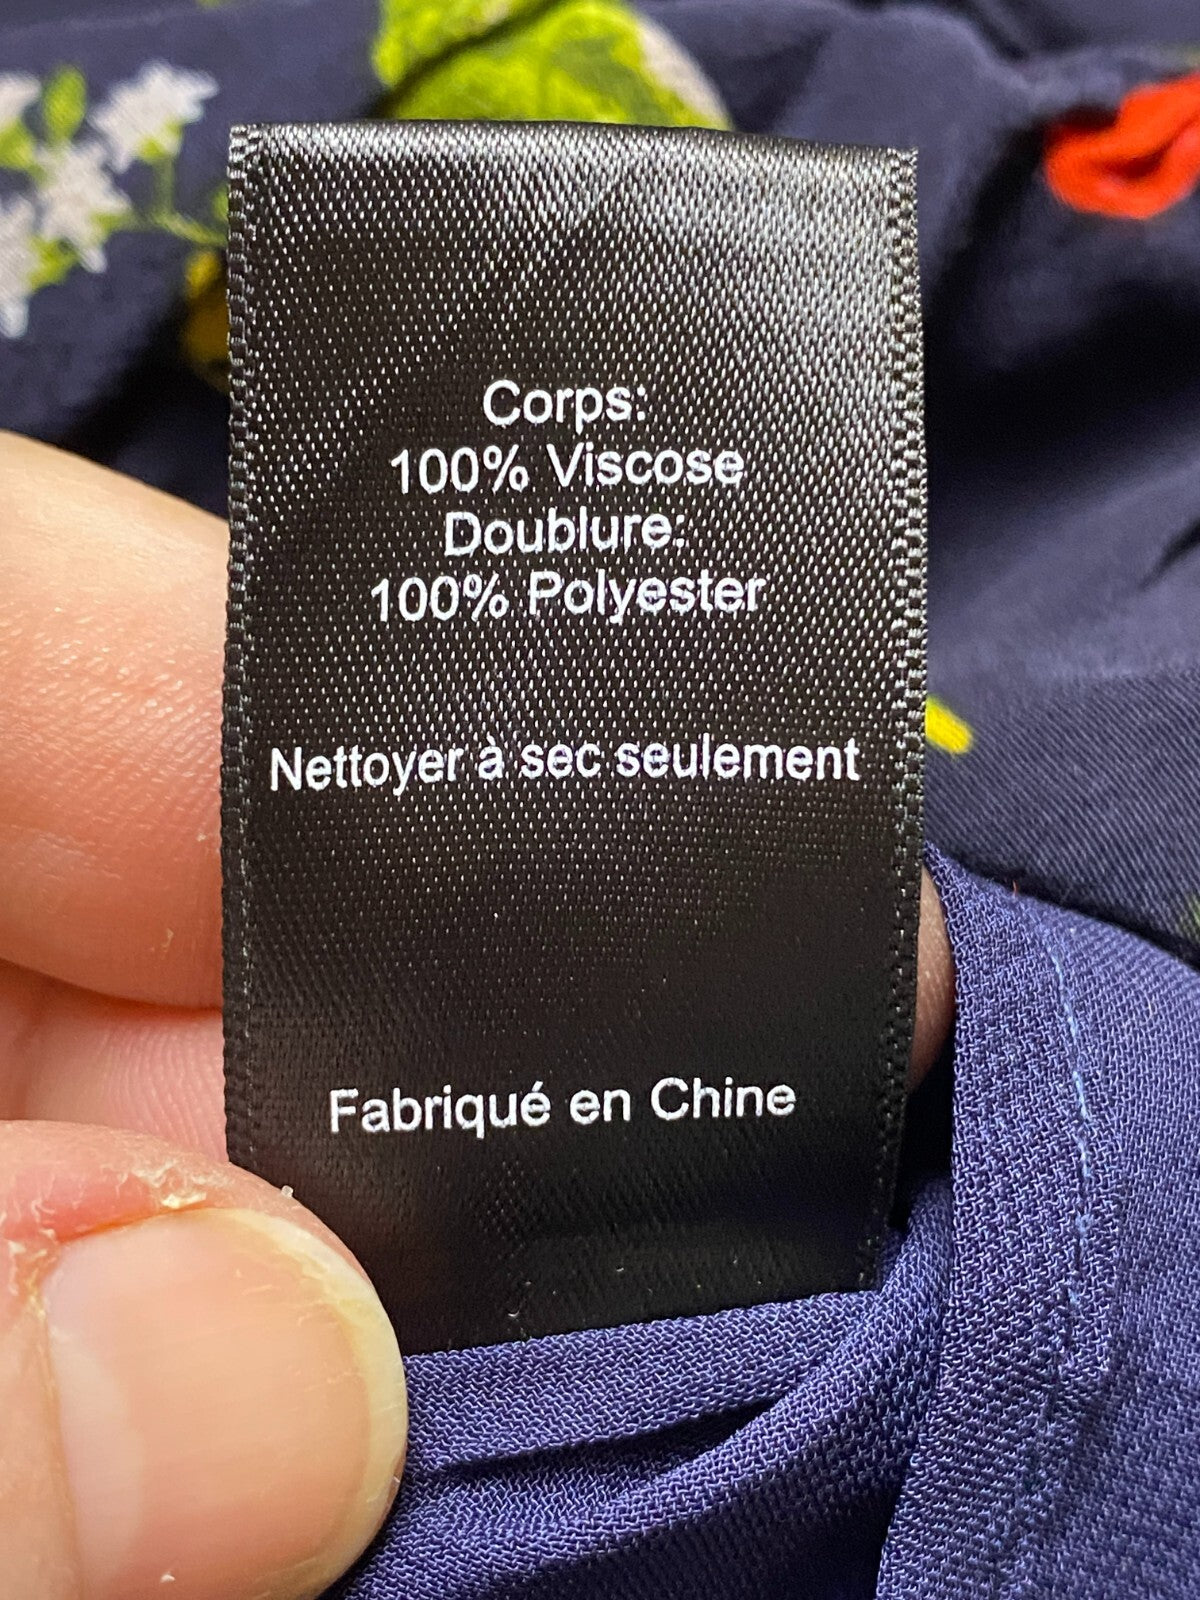 Corps:
100% Viscose
Doublure:
100% Polyester
Nettoyer à sec seulement
Fabriqué en Chine